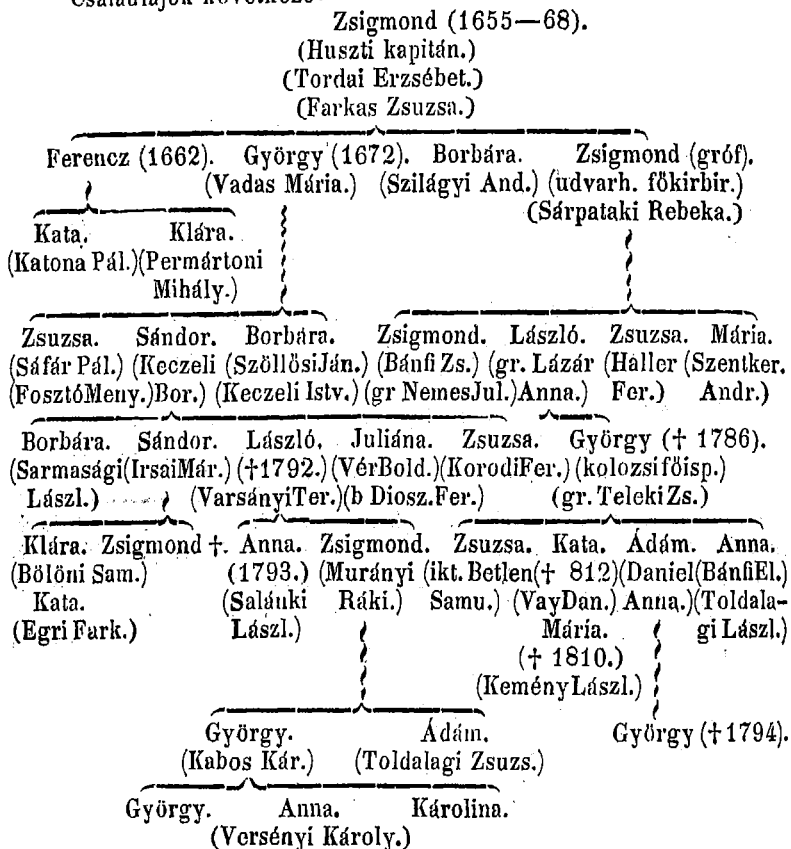 Családfájok következő:
Zsigmond (1655—68).
(Huszti kapitán.)
(Tordai Erzsébet.)
(Farkas Zsuzsa.)
Ferencz (1662). György (1672). Borbára. Zsigmond (gróf).
(Vadas Mária.) (Szilágyi And.) (udvarh. főkirbir.)
(Sárpataki Rebeka.)
Kata. Klára.
(Katona Pál.)(Permártoni
Mihály.)
Zsuzsa. Sándor. Borbára. Zsigmond. László. Zsuzsa. Mária.
(Sáfár Pál.) (Keczeli (SzöllősiJán.) (Bánfi Zs.) (gr. Lázár (Haller (Szentker.
(FosztóMeny.)Bor.) (Keczeli Istv.) (gr NemesJul.)Anna.) Fer.) Andr.)
Borbára. Sándor. László. Juliána. Zsuzsa. György († 1786).
(Sarmasági(IrsaiMár.) (†1792.) (VérBold.)(KorodiFer.) (kolozsi főisp.)
Lászl.) (VarsányiTer.)(b Diosz.Fer.) (gr. Teleki Zs.)
Klára. Zsigmond †. Anna. Zsigmond. Zsuzsa. Kata. Ádám. Anna.
(Bölöni Sam.) (1793.) (Murányi (ikt. Betlen(† 812)(Daniel(BánfiEl.)
Kata. (Salánki Ráki.) Samu.) (VayDan.) Anna.)(Toldala-
(Egri Fark.) Lászl.) Mária. gi Lászl.)
(† 1810.)
(KeményLászl.)
György. Ádám. György (†1794).
(Kabos Kár.) (Toldalagi Zsuzs.)
György. Anna. Károlina.
(Versényi Károly.)